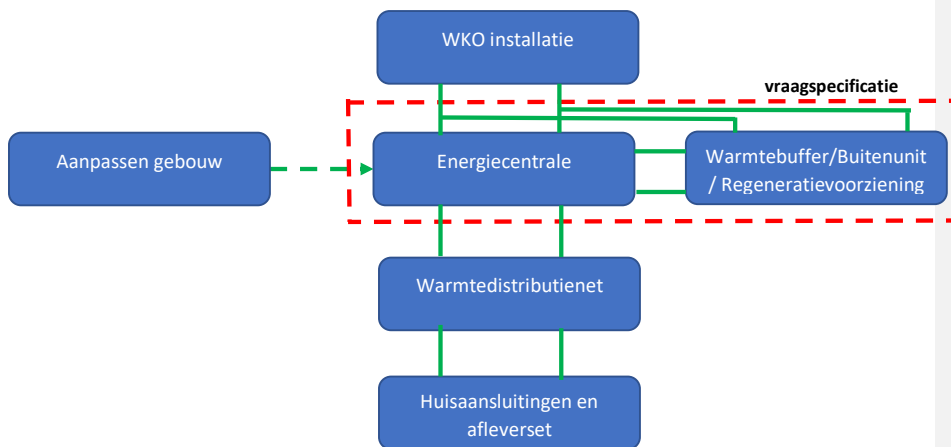 WKO installatie
vraagspecificatie
Aanpassen gebouw
Energiecentrale
Warmtebuffer/Buitenunit
/ Regeneratievoorziening
Warmtedistributienet
Huisaansluitingen en
afleverset